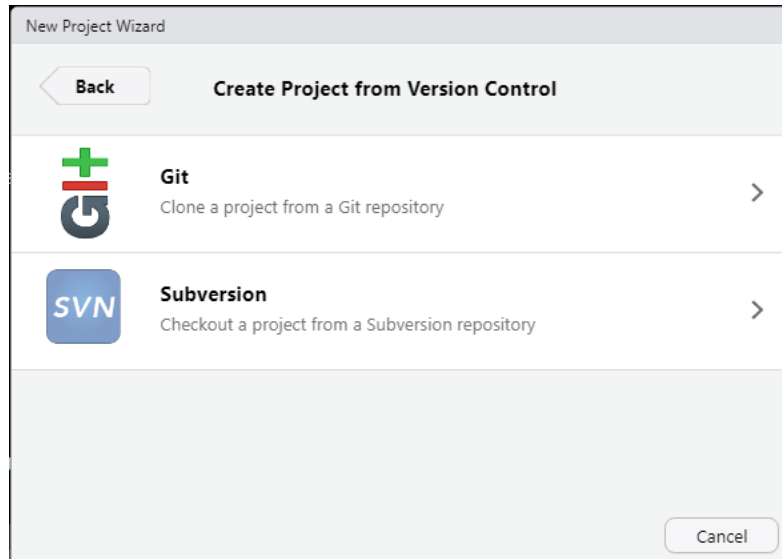 New Project Wizard
Back
Create Project from Version Control
git
Git
Clone a project from a Git repository
SVN
Subversion
Checkout a project from a Subversion repository
Cancel